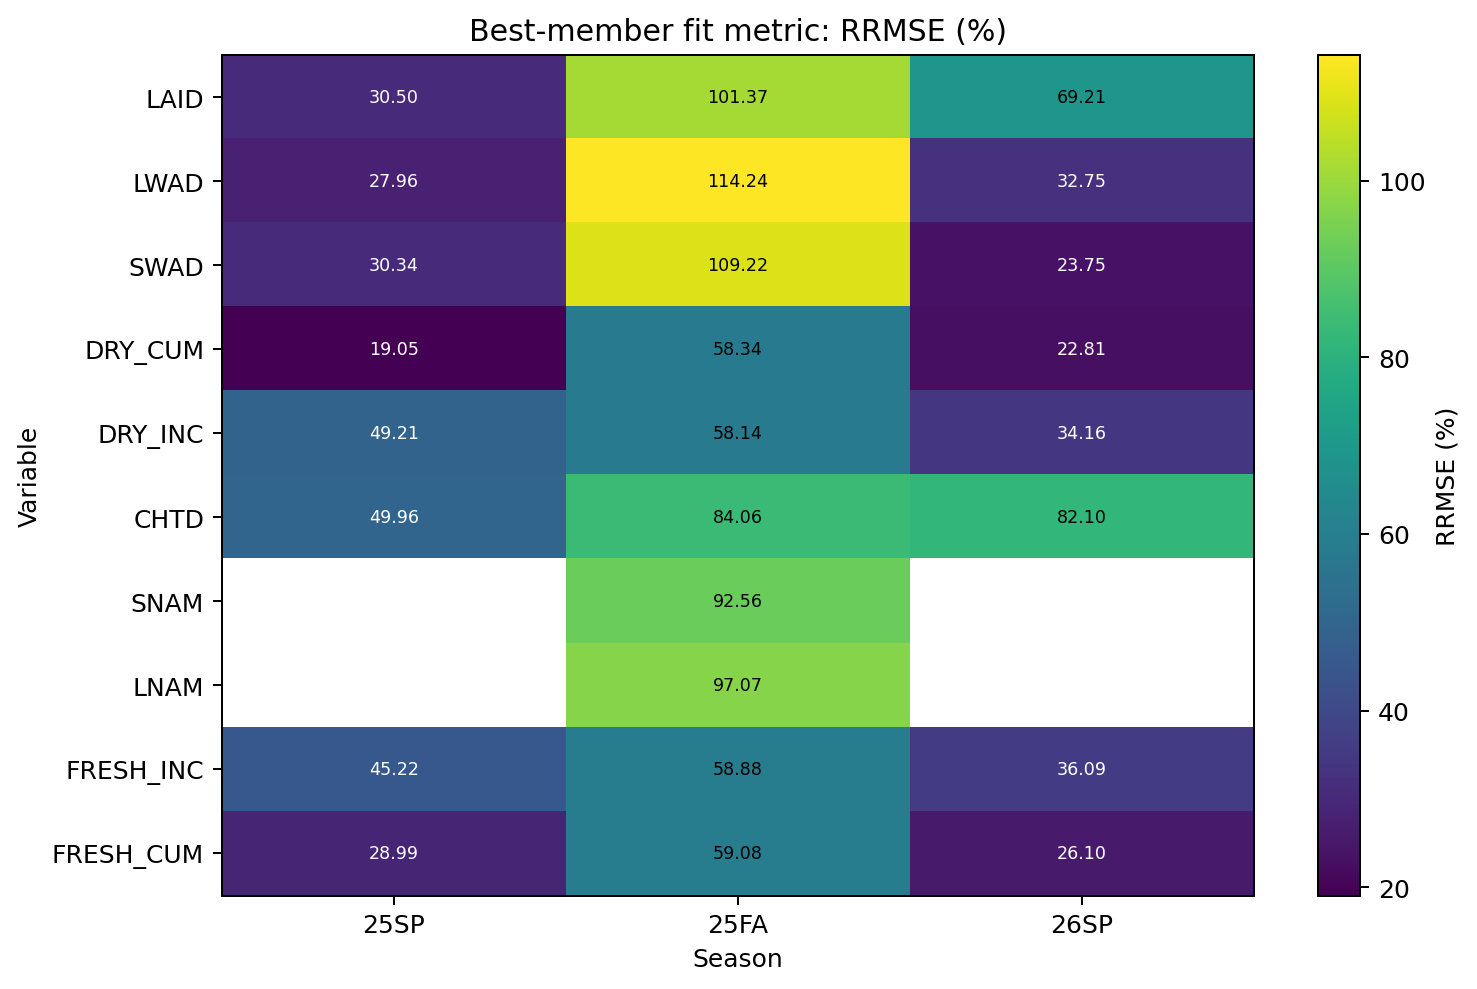 Best-member fit metric: RRMSE (%)
LAID 30.50 101.37 69.21
LWAD 27.96 114.24 32.75
SWAD 30.34 109.22 23.75
DRY_CUM 19.05 58.34 22.81
DRY_INC 49.21 58.14 34.16
CHTD 49.96 84.06 82.10
SNAM 92.56
LNAM 97.07
FRESH_INC 45.22 58.88 36.09
FRESH_CUM 28.99 59.08 26.10
25SP 25FA 26SP
Season
Variable
100
80
60
40
20
RRMSE (%)